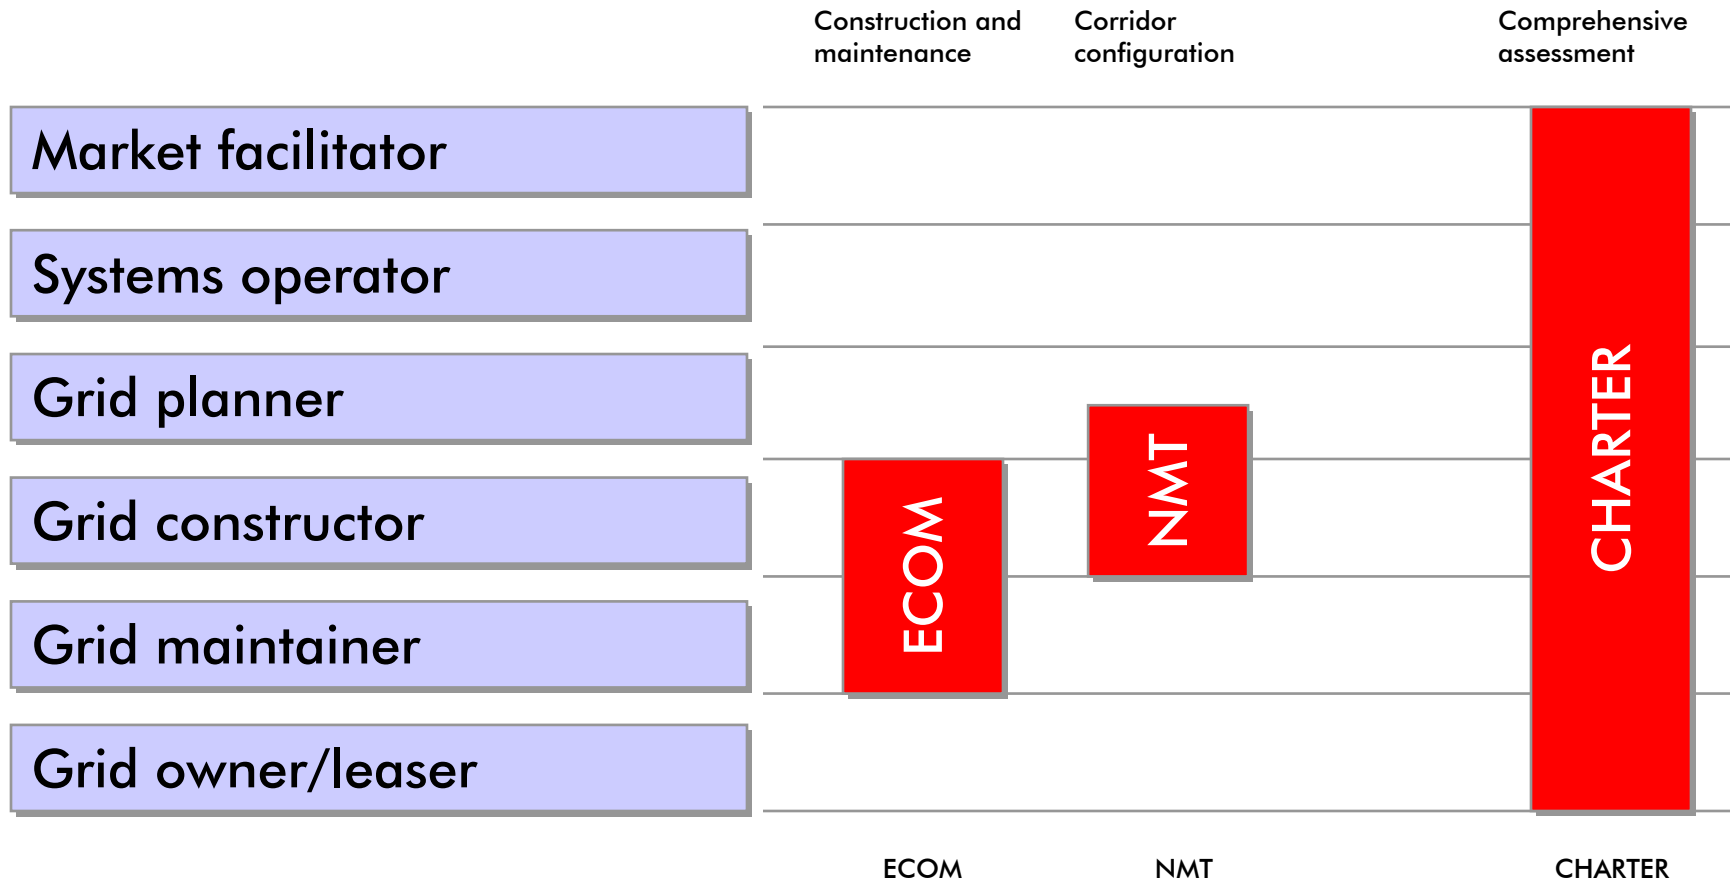 Construction and
maintenance
Corridor
configuration
Comprehensive
assessment
Market facilitator
Systems operator
Grid planner
Grid constructor
Grid maintainer
Grid owner/leaser
ECOM
NMT
CHARTER
ECOM
NMT
CHARTER